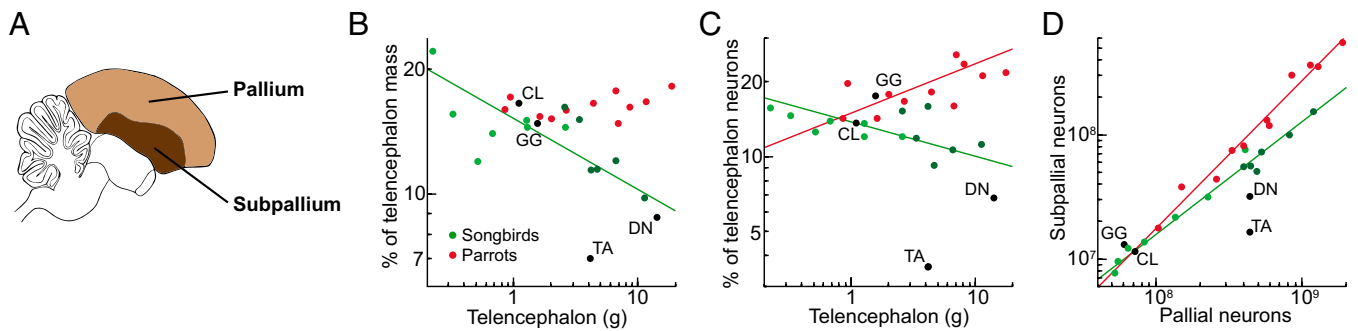 A
Pallium
Subpallium
B
% of telencephalon mass
20
10
7
CL
GG
TA
DN
Songbirds
Parrots
1
10
Telencephalon (g)
C
% of telencephalon neurons
20
10
5
GG
CL
DN
TA
1
10
Telencephalon (g)
D
Subpallial neurons
10⁸
10⁷
GG
CL
DN
TA
10⁸
10⁹
Pallial neurons